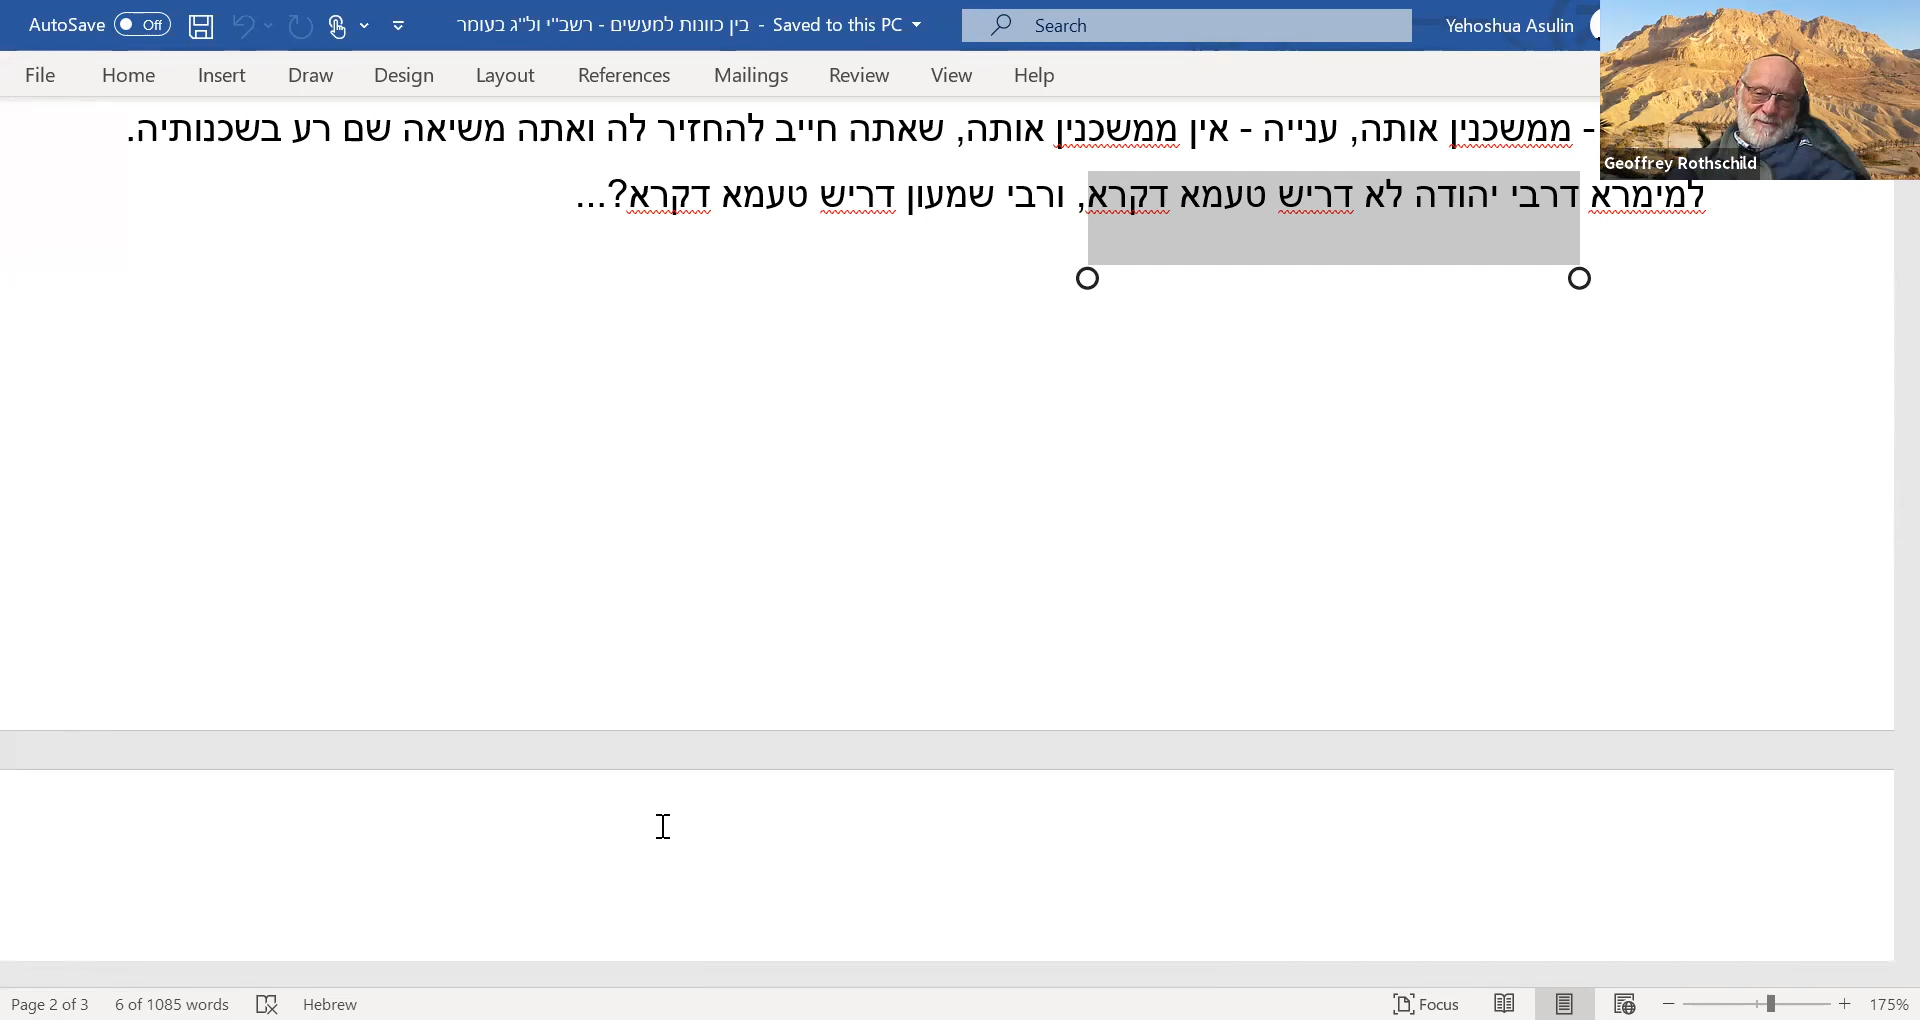 AutoSave Off בין כוונות למעשים - רשב''י ול''ג בעומר - Saved to this PC Search Yehoshua Asulin
File Home Insert Draw Design Layout References Mailings Review View Help
Geoffrey Rothschild
- ממשכנין אותה, ענייה - אין ממשכנין אותה, שאתה חייב להחזיר לה ואתה משיאה שם רע בשכנותיה.
למימרא דרבי יהודה לא דריש טעמא דקרא, ורבי שמעון דריש טעמא דקרא?...
Page 2 of 3 6 of 1085 words Hebrew Focus 175%